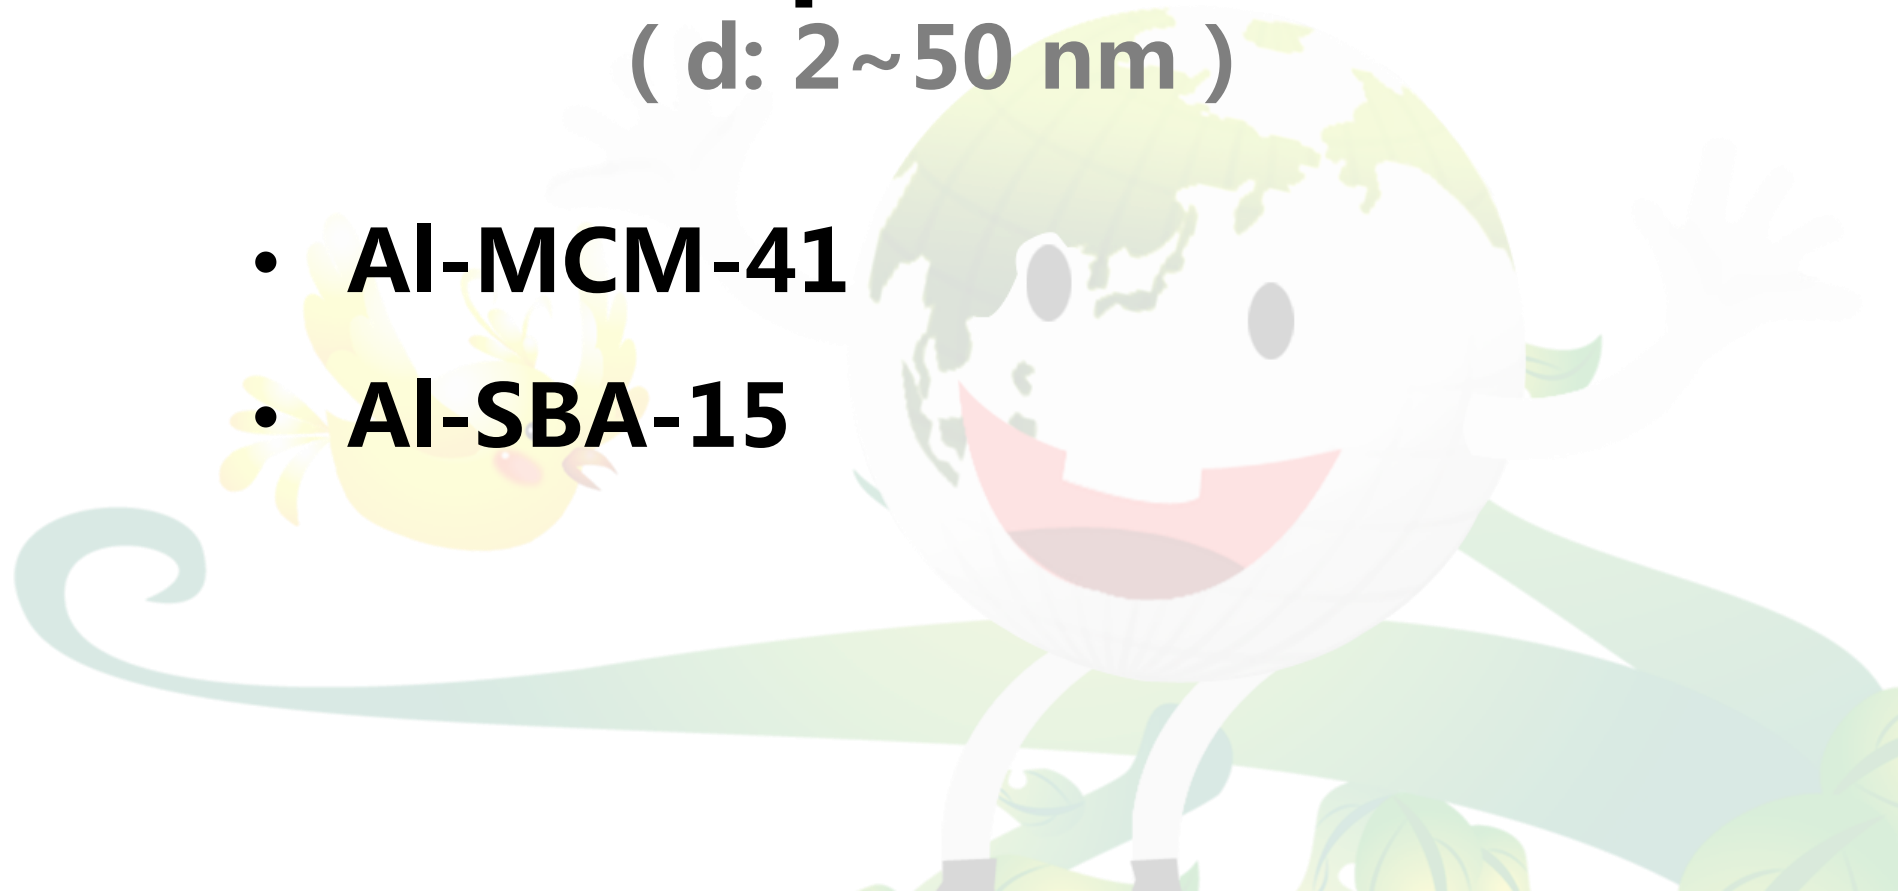 ( d: 2~50 nm )
• Al-MCM-41
• Al-SBA-15